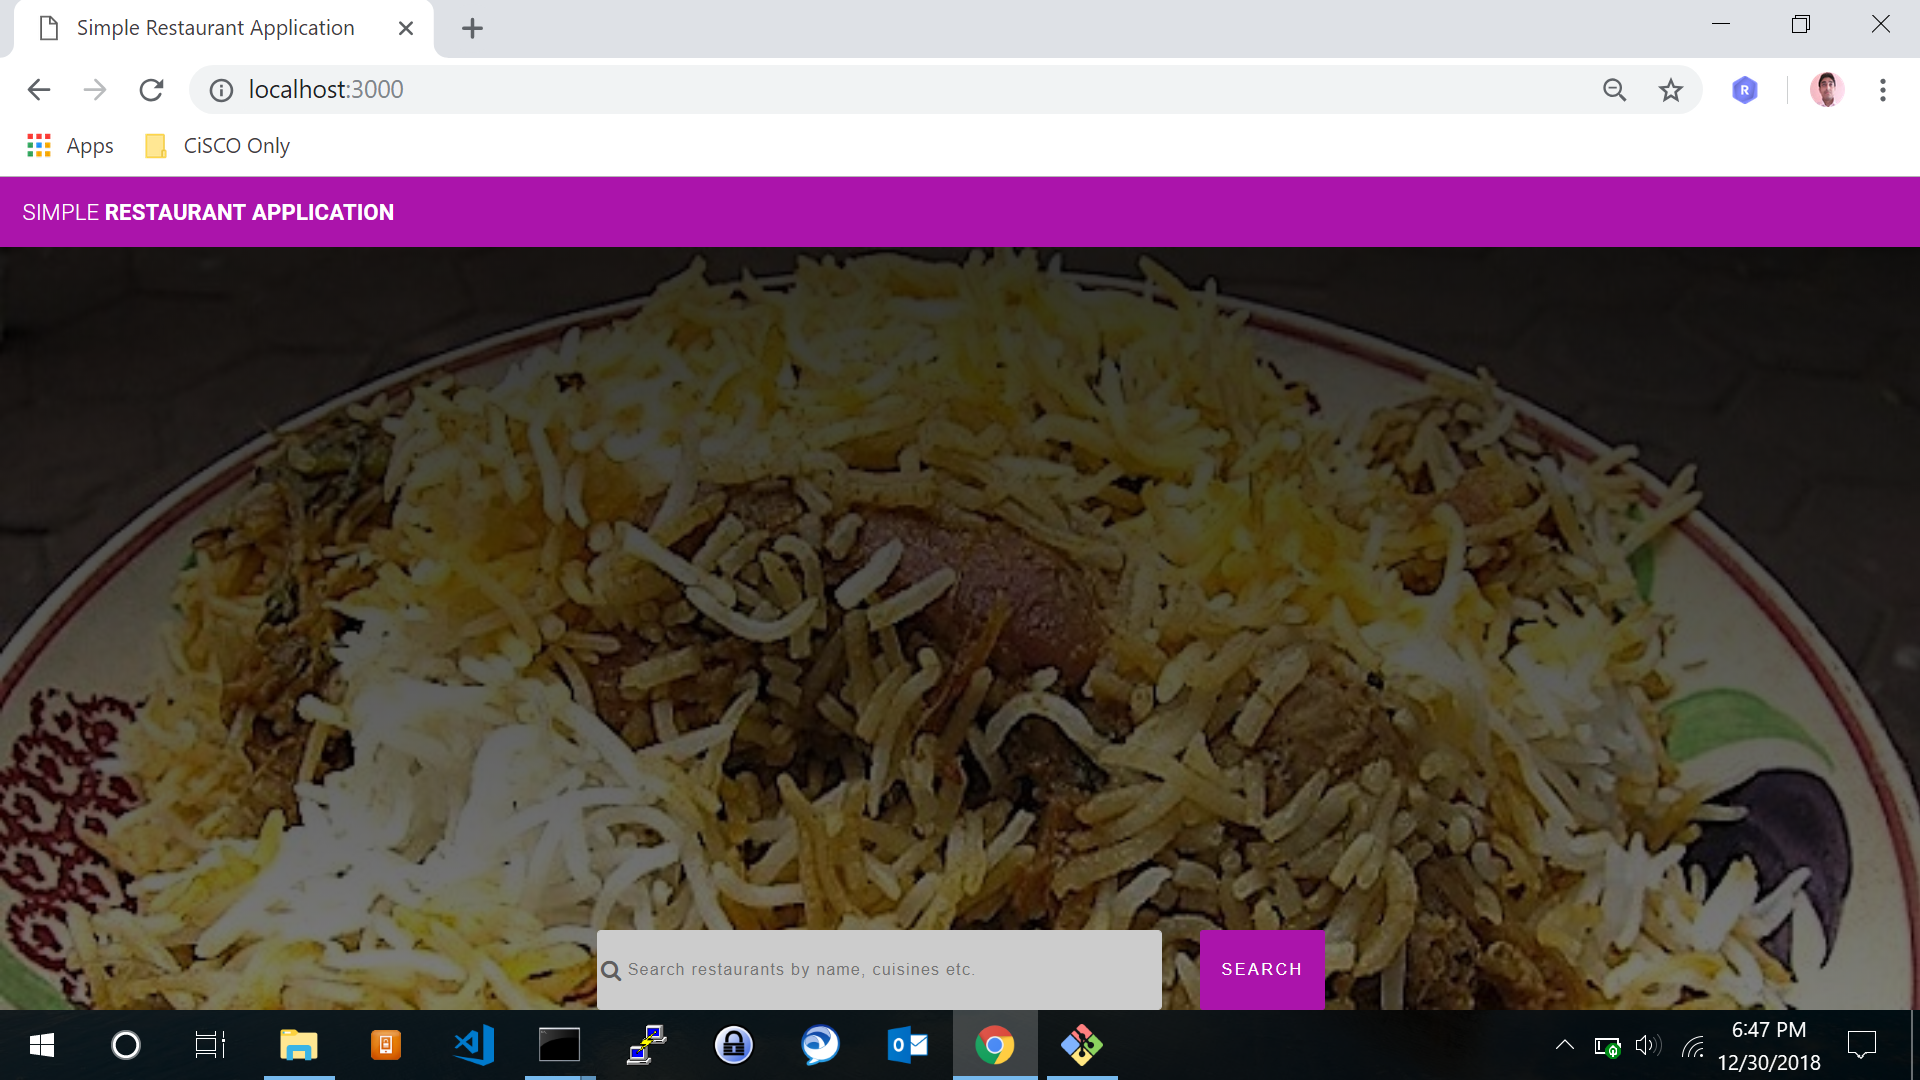 Simple Restaurant Application
localhost:3000
R
Apps
CiSCO Only
SIMPLE RESTAURANT APPLICATION
Search restaurants by name, cuisines etc.
SEARCH
6:47 PM
12/30/2018